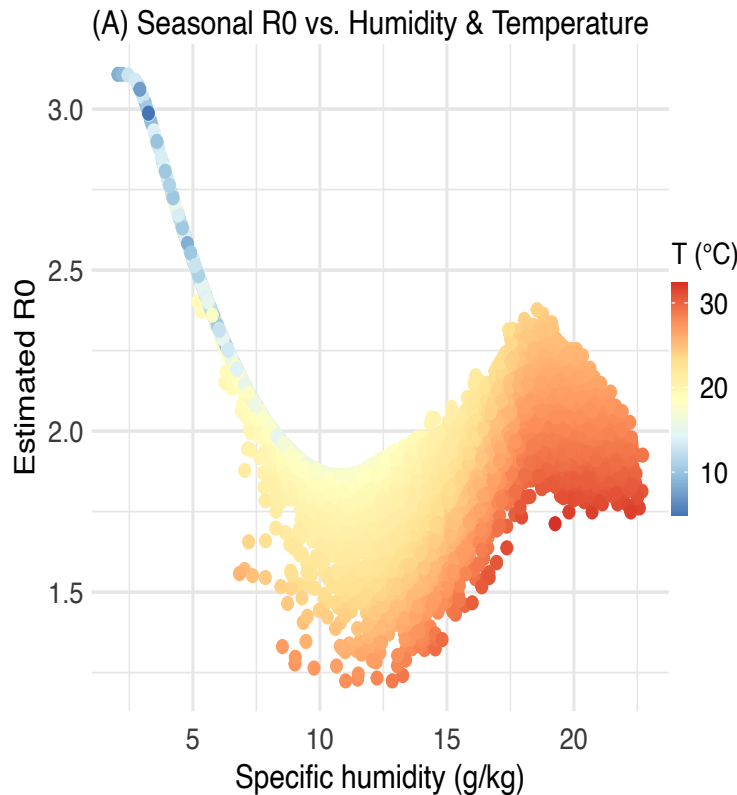 (A) Seasonal R0 vs. Humidity & Temperature
Estimated R0
3.0
2.5
2.0
1.5
5
10
15
20
Specific humidity (g/kg)
T (°C)
30
20
10